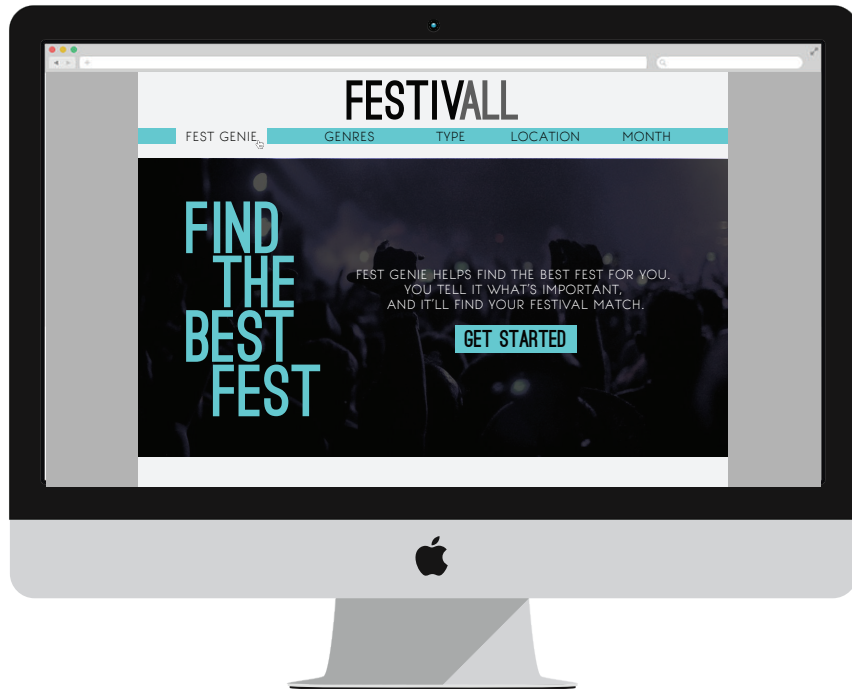 FESTIVALL
FEST GENIE GENRES TYPE LOCATION MONTH
FIND
THE
BEST
FEST
FEST GENIE HELPS FIND THE BEST FEST FOR YOU.
YOU TELL IT WHAT'S IMPORTANT,
AND IT'LL FIND YOUR FESTIVAL MATCH.
GET STARTED